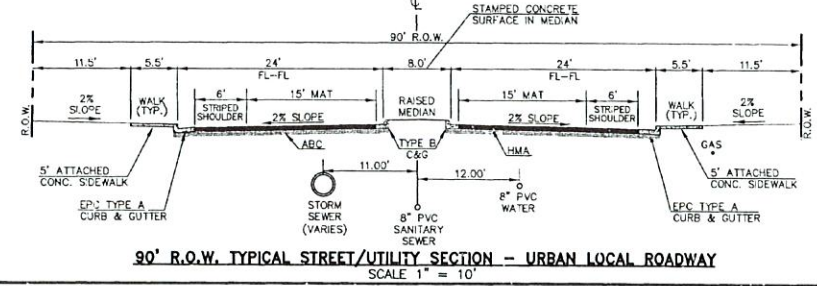 ℄
STAMPED CONCRETE
SURFACE IN MEDIAN
90' R.O.W.
11.5' 5.5' 24' 8.0' 24' 5.5' 11.5'
FL-FL FL-FL
6' 15' MAT 15' MAT 6'
2%
SLOPE
WALK
(TYP.)
STRIPED
SHOULDER
2% SLOPE
RAISED
MEDIAN
2% SLOPE
STRIPED
SHOULDER
WALK
(TYP.)
2%
SLOPE
R.O.W.
R.O.W.
ABC
TYPE B
C&G
HMA
GAS
5' ATTACHED
CONC. SIDEWALK
11.00'
12.00'
5' ATTACHED
CONC. SIDEWALK
EPC TYPE A
CURB & GUTTER
STORM
SEWER
(VARIES)
8" PVC
SANITARY
SEWER
8" PVC
WATER
EPC TYPE A
CURB & GUTTER
90' R.O.W. TYPICAL STREET/UTILITY SECTION – URBAN LOCAL ROADWAY
SCALE 1" = 10'